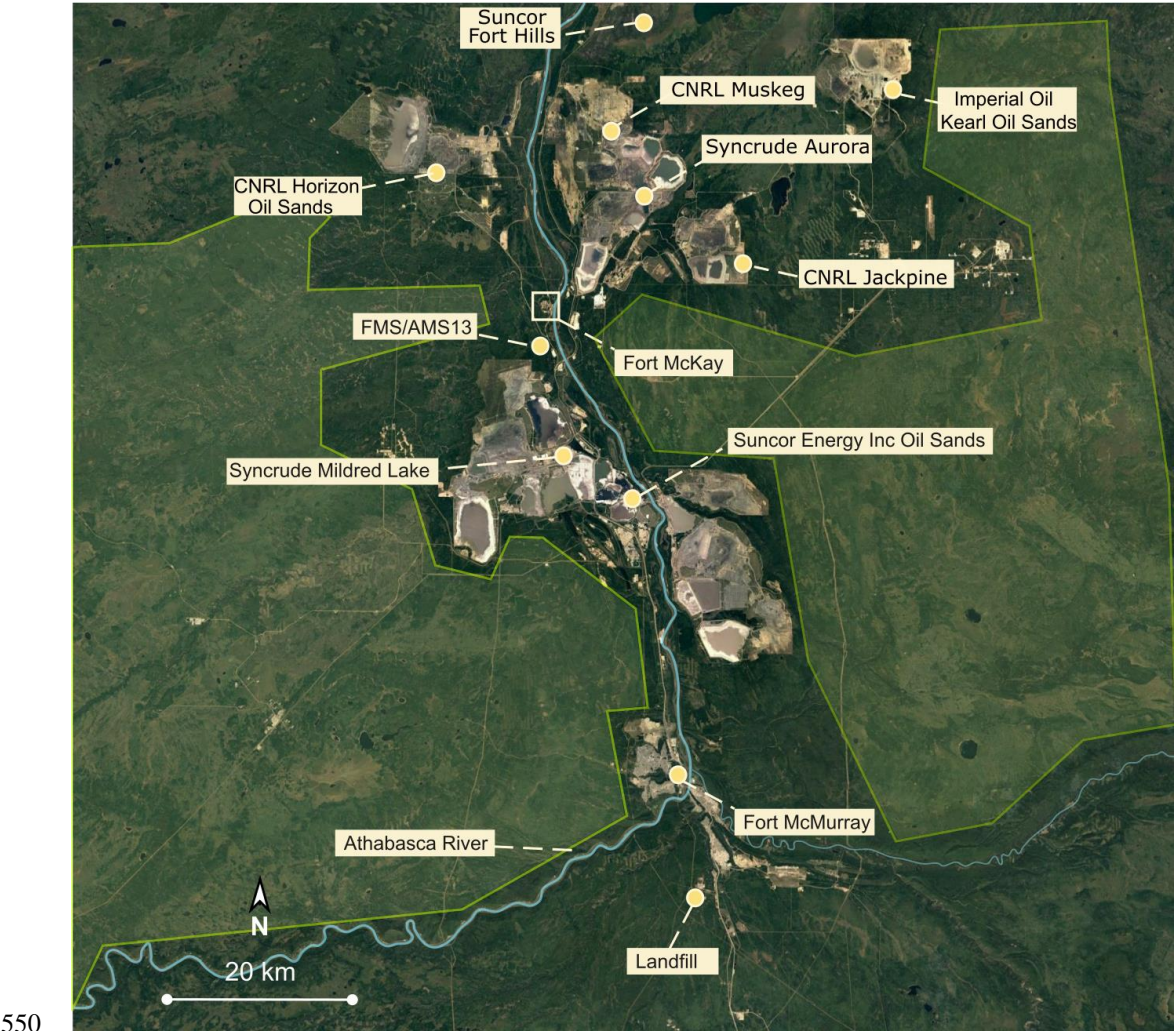 Suncor
Fort Hills
CNRL Muskeg
Imperial Oil
Kearl Oil Sands
Syncrude Aurora
CNRL Horizon
Oil Sands
CNRL Jackpine
FMS/AMS13
Fort McKay
Suncor Energy Inc Oil Sands
Syncrude Mildred Lake
Fort McMurray
Athabasca River
N
Landfill
20 km
550